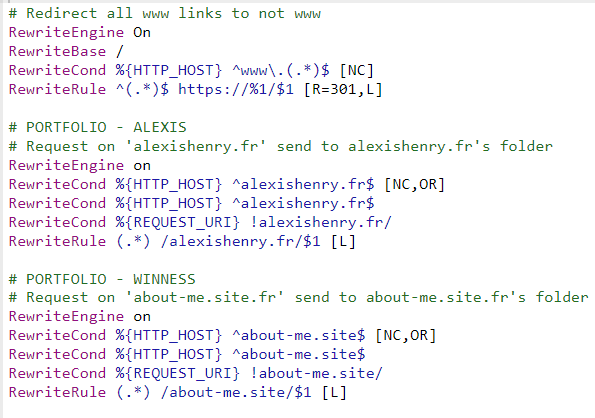 # Redirect all www links to not www
RewriteEngine On
RewriteBase /
RewriteCond %{HTTP_HOST} ^www\.(.*)$ [NC]
RewriteRule ^(.*)$ https://%1/$1 [R=301,L]

# PORTFOLIO - ALEXIS
# Request on 'alexishenry.fr' send to alexishenry.fr's folder
RewriteEngine on
RewriteCond %{HTTP_HOST} ^alexishenry.fr$ [NC,OR]
RewriteCond %{HTTP_HOST} ^alexishenry.fr$
RewriteCond %{REQUEST_URI} !alexishenry.fr/
RewriteRule (.*) /alexishenry.fr/$1 [L]

# PORTFOLIO - WINNESS
# Request on 'about-me.site.fr' send to about-me.site.fr's folder
RewriteEngine on
RewriteCond %{HTTP_HOST} ^about-me.site$ [NC,OR]
RewriteCond %{HTTP_HOST} ^about-me.site$
RewriteCond %{REQUEST_URI} !about-me.site/
RewriteRule (.*) /about-me.site/$1 [L]